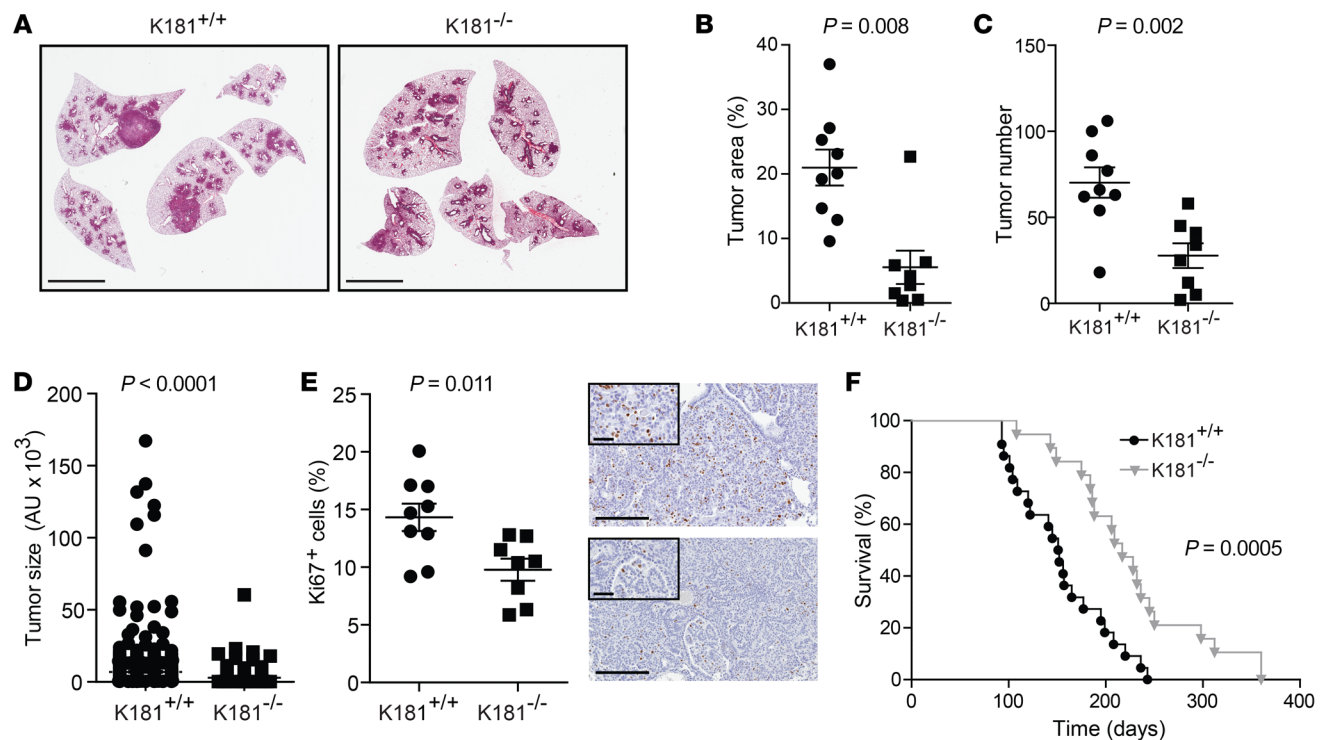 A
K181+/+
K181-/-
B
P = 0.008
Tumor area (%)
40
30
20
10
0
K181+/+
K181-/-
C
P = 0.002
Tumor number
150
100
50
0
K181+/+
K181-/-
D
P < 0.0001
Tumor size (AU x 103)
200
150
100
50
0
K181+/+
K181-/-
E
P = 0.011
Ki67+ cells (%)
25
20
15
10
5
0
K181+/+
K181-/-
F
Survival (%)
100
80
60
40
20
0
K181+/+
K181-/-
P = 0.0005
0
100
200
300
400
Time (days)